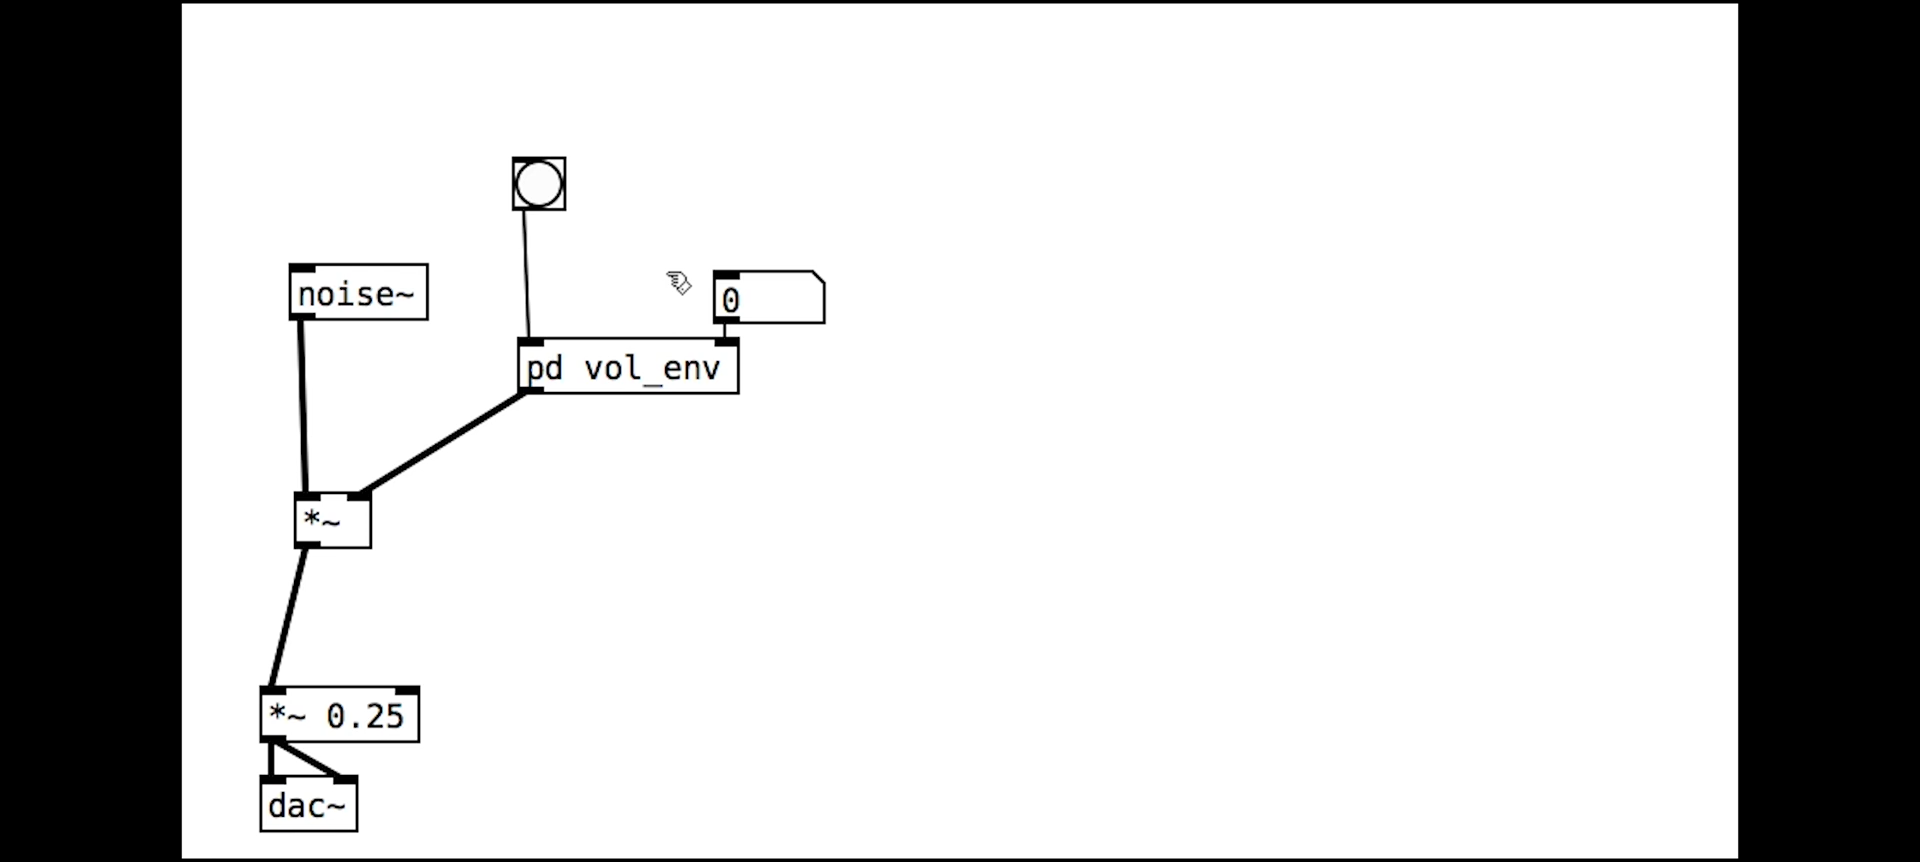 noise~
0
pd vol_env
*~
*~ 0.25
dac~